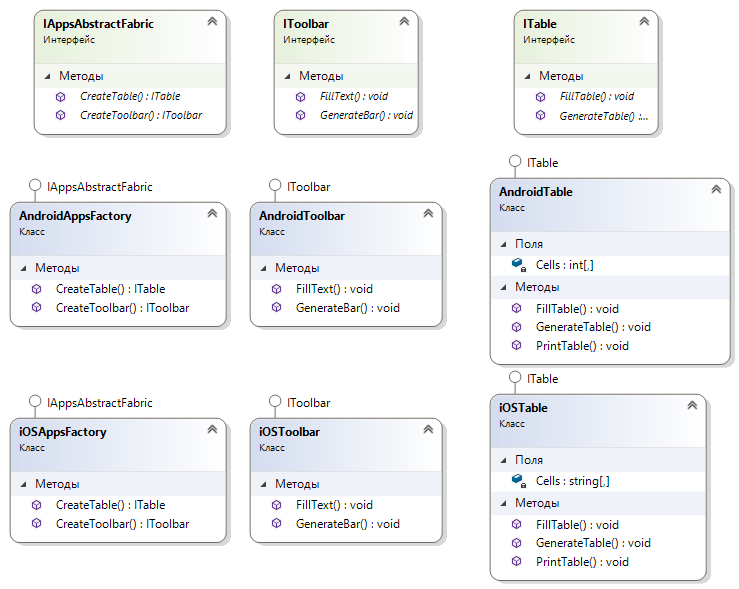 IAppsAbstractFabric
Интерфейс
Методы
CreateTable() : ITable
CreateToolbar() : IToolbar
IToolbar
Интерфейс
Методы
FillText() : void
GenerateBar() : void
ITable
Интерфейс
Методы
FillTable() : void
GenerateTable() :...
IAppsAbstractFabric
AndroidAppsFactory
Класс
Методы
CreateTable() : ITable
CreateToolbar() : IToolbar
IToolbar
AndroidToolbar
Класс
Методы
FillText() : void
GenerateBar() : void
ITable
AndroidTable
Класс
Поля
Cells : int[,]
Методы
FillTable() : void
GenerateTable() : void
PrintTable() : void
IAppsAbstractFabric
iOSAppsFactory
Класс
Методы
CreateTable() : ITable
CreateToolbar() : IToolbar
IToolbar
iOSToolbar
Класс
Методы
FillText() : void
GenerateBar() : void
ITable
iOSTable
Класс
Поля
Cells : string[,]
Методы
FillTable() : void
GenerateTable() : void
PrintTable() : void